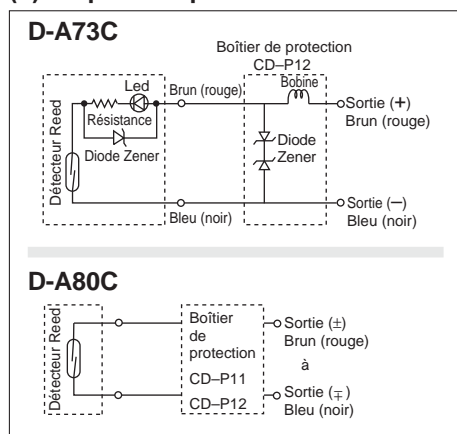 D-A73C
Boîtier de protection
CD–P12
Led
Brun (rouge)
Bobine
Sortie (+)
Brun (rouge)
Résistance
Diode Zener
Diode
Zener
Détecteur Reed
Bleu (noir)
Sortie (—)
Bleu (noir)
D-A80C
Détecteur Reed
Boîtier
de
protection
CD–P11
CD–P12
Sortie (±)
Brun (rouge)
à
Sortie (∓)
Bleu (noir)